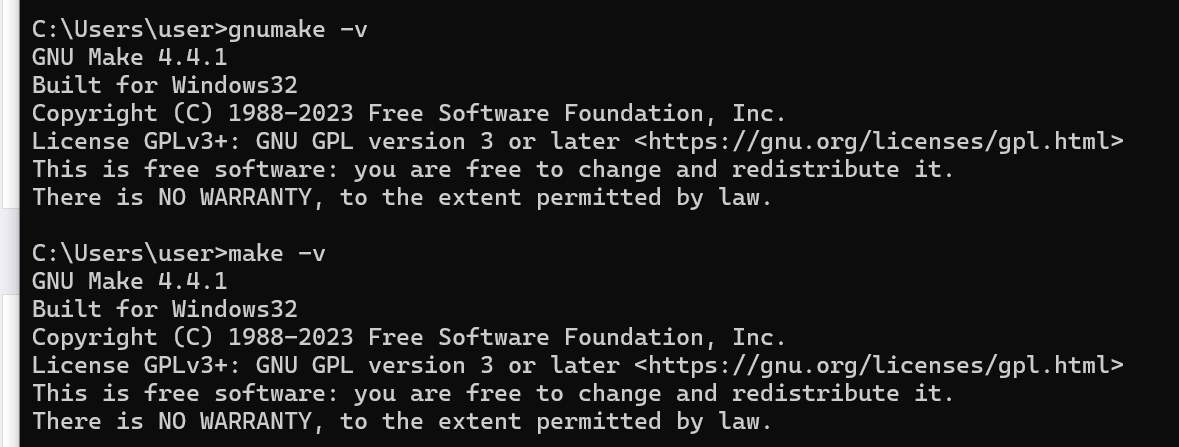 C:\Users\user>gnumake -v
GNU Make 4.4.1
Built for Windows32
Copyright (C) 1988-2023 Free Software Foundation, Inc.
License GPLv3+: GNU GPL version 3 or later <https://gnu.org/licenses/gpl.html>
This is free software: you are free to change and redistribute it.
There is NO WARRANTY, to the extent permitted by law.
C:\Users\user>make -v
GNU Make 4.4.1
Built for Windows32
Copyright (C) 1988-2023 Free Software Foundation, Inc.
License GPLv3+: GNU GPL version 3 or later <https://gnu.org/licenses/gpl.html>
This is free software: you are free to change and redistribute it.
There is NO WARRANTY, to the extent permitted by law.